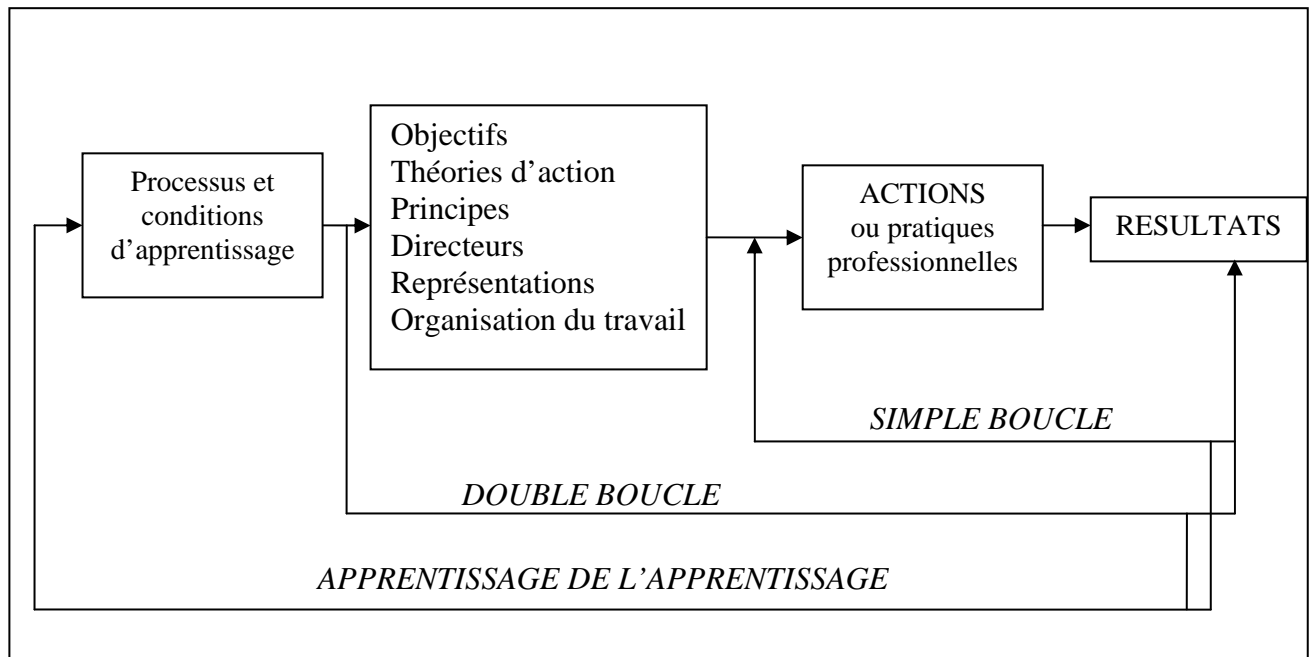 Processus et
conditions
d’apprentissage
Objectifs
Théories d’action
Principes
Directeurs
Représentations
Organisation du travail
ACTIONS
ou pratiques
professionnelles
RESULTATS
SIMPLE BOUCLE
DOUBLE BOUCLE
APPRENTISSAGE DE L’APPRENTISSAGE